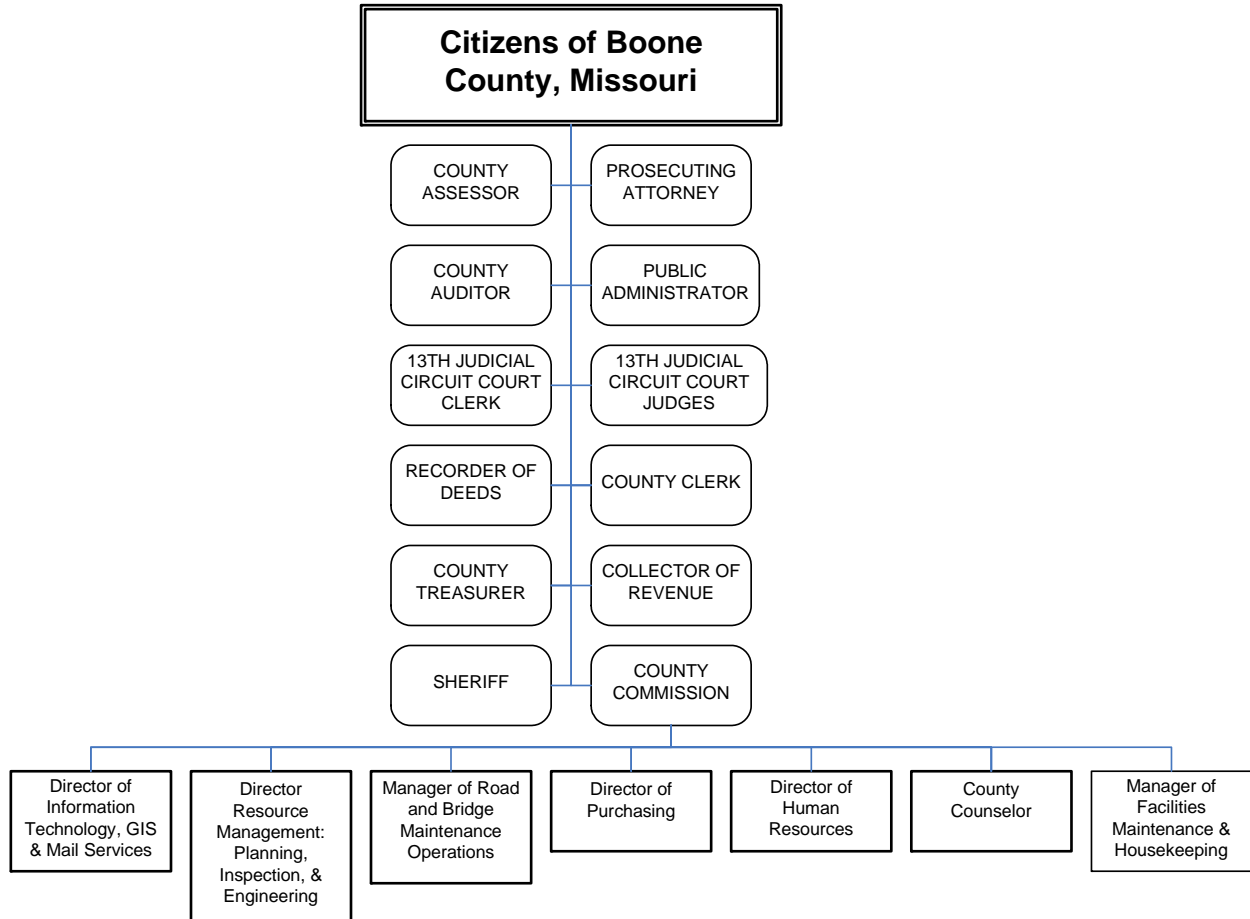 Citizens of Boone
County, Missouri
COUNTY
ASSESSOR
PROSECUTING
ATTORNEY
COUNTY
AUDITOR
PUBLIC
ADMINISTRATOR
13TH JUDICIAL
CIRCUIT COURT
CLERK
13TH JUDICIAL
CIRCUIT COURT
JUDGES
RECORDER OF
DEEDS
COUNTY CLERK
COUNTY
TREASURER
COLLECTOR OF
REVENUE
SHERIFF
COUNTY
COMMISSION
Director of
Information
Technology, GIS
& Mail Services
Director
Resource
Management:
Planning,
Inspection, &
Engineering
Manager of Road
and Bridge
Maintenance
Operations
Director of
Purchasing
Director of
Human
Resources
County
Counselor
Manager of
Facilities
Maintenance &
Housekeeping